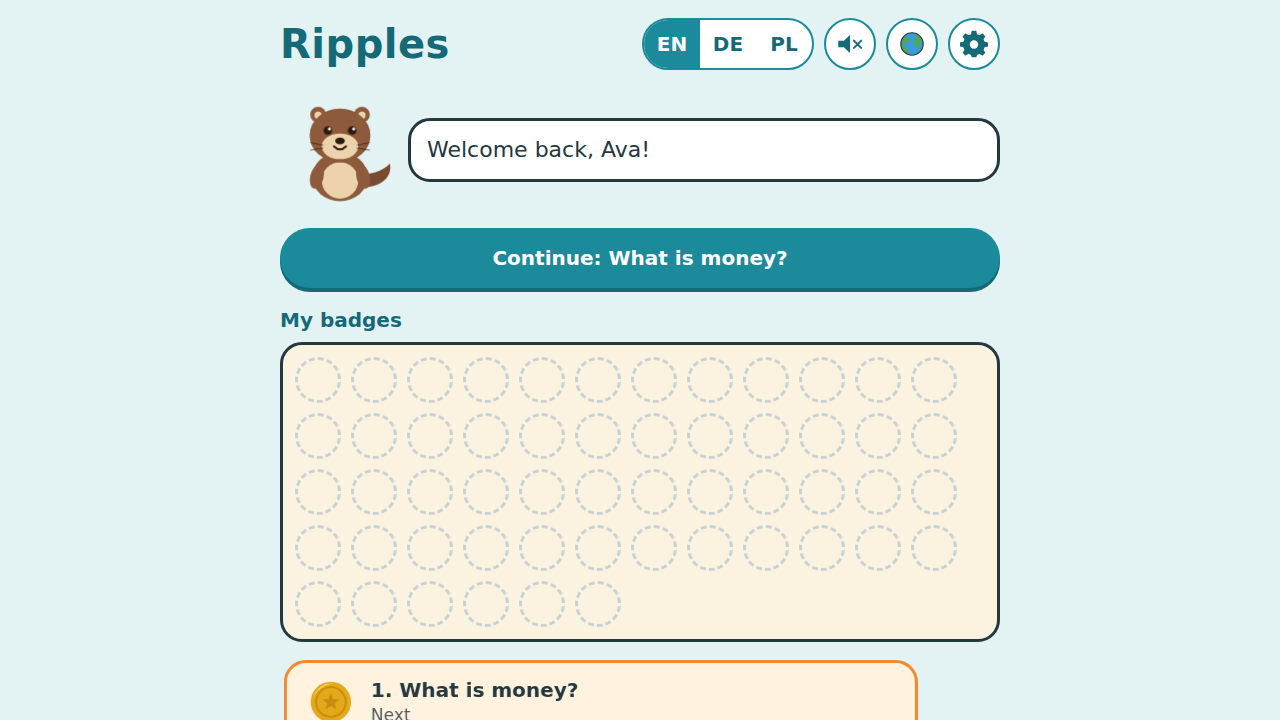 Ripples
EN DE PL
Welcome back, Ava!
Continue: What is money?
My badges
1. What is money?
Next